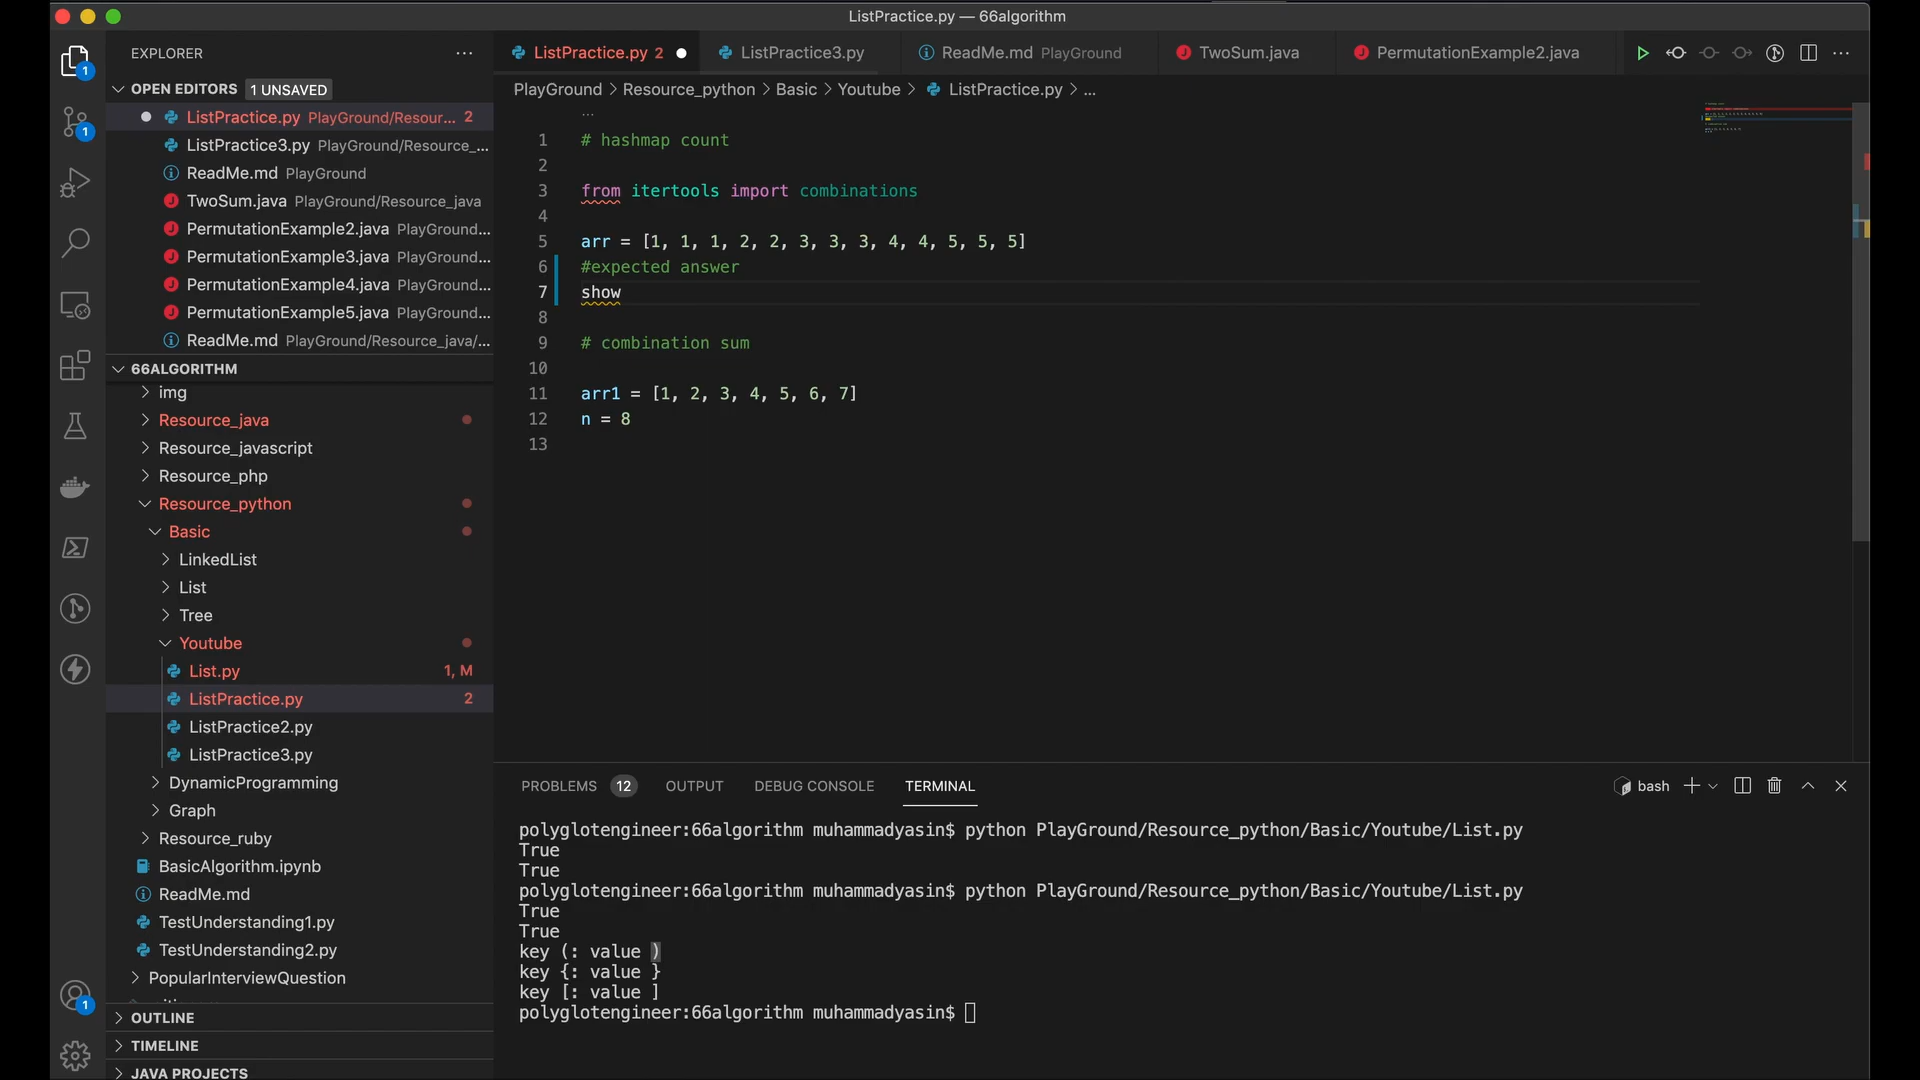 ListPractice.py — 66algorithm
EXPLORER
OPEN EDITORS 1 UNSAVED
ListPractice.py PlayGround/Resour... 2
ListPractice3.py PlayGround/Resource_...
ReadMe.md PlayGround
TwoSum.java PlayGround/Resource_java
PermutationExample2.java PlayGround...
PermutationExample3.java PlayGround...
PermutationExample4.java PlayGround...
PermutationExample5.java PlayGround...
ReadMe.md PlayGround/Resource_java/...
66ALGORITHM
img
Resource_java
Resource_javascript
Resource_php
Resource_python
Basic
LinkedList
List
Tree
Youtube
List.py 1, M
ListPractice.py 2
ListPractice2.py
ListPractice3.py
DynamicProgramming
Graph
Resource_ruby
BasicAlgorithm.ipynb
ReadMe.md
TestUnderstanding1.py
TestUnderstanding2.py
PopularInterviewQuestion
OUTLINE
TIMELINE
JAVA PROJECTS
1
1
1
ListPractice.py 2 ListPractice3.py ReadMe.md PlayGround TwoSum.java PermutationExample2.java
PlayGround > Resource_python > Basic > Youtube > ListPractice.py > ...
...
1 # hashmap count
2
3 from itertools import combinations
4
5 arr = [1, 1, 1, 2, 2, 3, 3, 3, 4, 4, 5, 5, 5]
6 #expected answer
7 show
8
9 # combination sum
10
11 arr1 = [1, 2, 3, 4, 5, 6, 7]
12 n = 8
13
PROBLEMS 12 OUTPUT DEBUG CONSOLE TERMINAL bash
polyglotengineer:66algorithm muhammadyasin$ python PlayGround/Resource_python/Basic/Youtube/List.py
True
True
polyglotengineer:66algorithm muhammadyasin$ python PlayGround/Resource_python/Basic/Youtube/List.py
True
True
key (: value )
key {: value }
key [: value ]
polyglotengineer:66algorithm muhammadyasin$